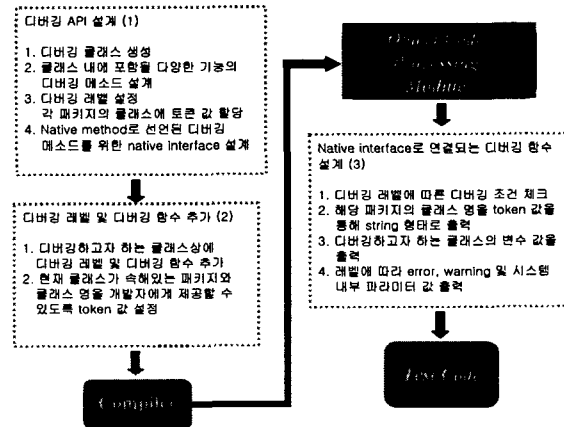 디버깅 API 설계 (1)
1. 디버깅 클래스 생성
2. 클래스 내에 포함될 다양한 기능의
디버깅 메소드 설계
3. 디버깅 레벨 설정
각 패키지의 클래스에 토큰 값 할당
4. Native method로 선언된 디버깅
메소드를 위한 native interface 설계
디버깅 레벨 및 디버깅 함수 추가 (2)
1. 디버깅하고자 하는 클래스상에
디버깅 레벨 및 디버깅 함수 추가
2. 현재 클래스가 속해있는 패키지와
클래스 명을 개발자에게 제공할 수
있도록 token 값 설정
Compiler
Object Code
Processing
Module
Native interface로 연결되는 디버깅 함수
설계 (3)
1. 디버깅 레벨에 따른 디버깅 조건 체크
2. 해당 패키지의 클래스 명을 token 값을
통해 string 형태로 출력
3. 디버깅하고자 하는 클래스의 변수 값을
출력
4. 레벨에 따라 error, warning 및 시스템
내부 파라미터 값 출력
Test Code